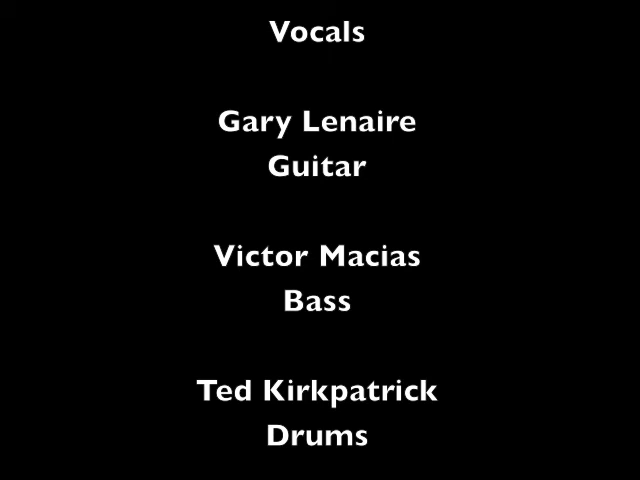 Vocals
Gary Lenaire
Guitar
Victor Macias
Bass
Ted Kirkpatrick
Drums